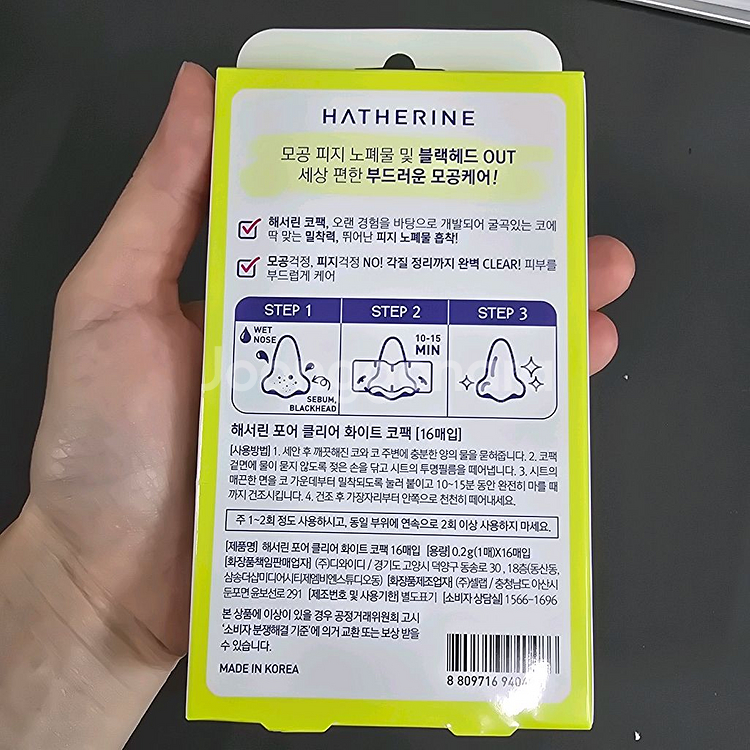 HATHERINE
모공 피지 노폐물 및 블랙헤드 OUT
세상 편한 부드러운 모공케어!
해서린 코팩, 오랜 경험을 바탕으로 개발되어 굴곡있는 코에
딱 맞는 밀착력, 뛰어난 피지 노폐물 흡착!
모공걱정, 피지걱정 NO! 각질 정리까지 완벽 CLEAR! 피부를
부드럽게 케어
STEP 1
STEP 2
STEP 3
WET
NOSE
SEBUM,
BLACKHEAD
10-15
MIN
Joonggonara
해서린 포어 클리어 화이트 코팩 [16매입]
[사용방법] 1. 세안 후 깨끗해진 코와 코 주변에 충분한 양의 물을 묻혀줍니다. 2. 코팩
겉면에 물이 묻지 않도록 젖은 손을 닦고 시트의 투명필름을 떼어냅니다. 3. 시트의
매끈한 면을 코 가운데부터 밀착되도록 눌러 붙이고 10~15분 동안 완전히 마를 때
까지 건조시킵니다. 4. 건조 후 가장자리부터 안쪽으로 천천히 떼어내세요.
주 1~2회 정도 사용하시고, 동일 부위에 연속으로 2회 이상 사용하지 마세요.
[제품명] 해서린 포어 클리어 화이트 코팩 16매입 [용량] 0.2g(1매)X16매입
[화장품책임판매업자] (주)디와이디 / 경기도 고양시 덕양구 동송로 30, 18층(동산동,
삼송더샵미디어시티제엠비엔스튜디오동) [화장품제조업자] (주)셀랩 / 충청남도 아산시
둔포면 윤보선로 291 [제조번호 및 사용기한] 별도표기 [소비자 상담실] 1566-1696
본 상품에 이상이 있을 경우 공정거래위원회 고시
'소비자 분쟁해결 기준'에 의거 교환 또는 보상 받을
수 있습니다.
MADE IN KOREA
8 809716 940